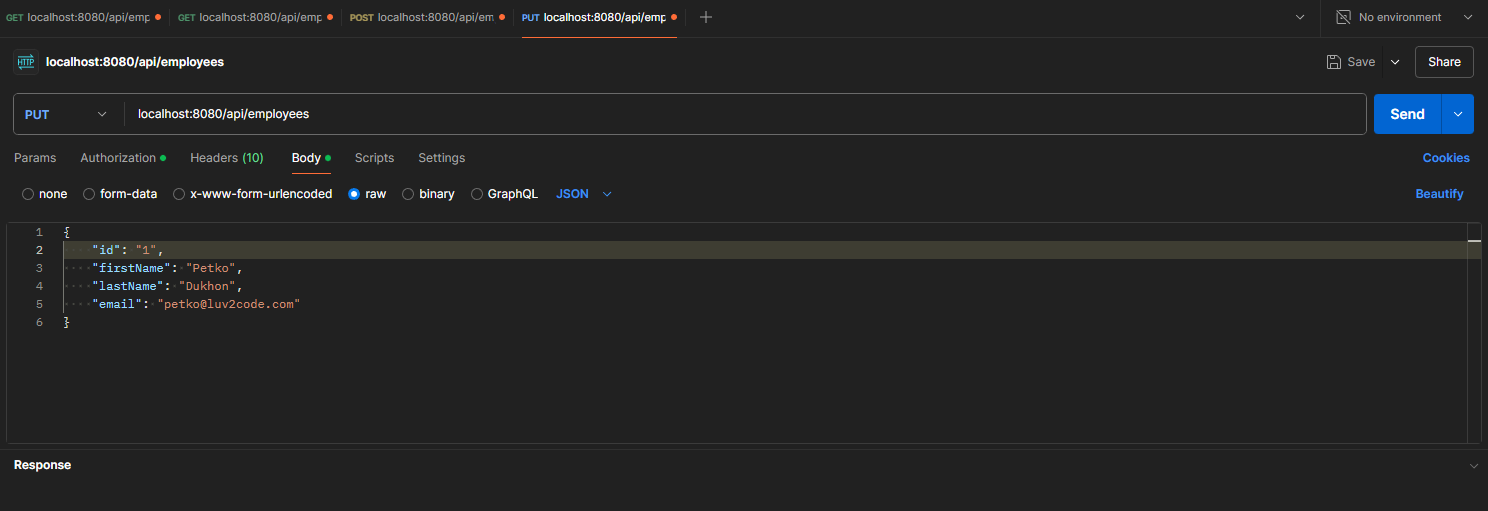 GET localhost:8080/api/emp GET localhost:8080/api/emp POST localhost:8080/api/em PUT localhost:8080/api/emp No environment
HTTP localhost:8080/api/employees Save Share
PUT localhost:8080/api/employees Send
Params Authorization Headers (10) Body Scripts Settings Cookies
none form-data x-www-form-urlencoded raw binary GraphQL JSON Beautify
1 {
2 "id": "1",
3 "firstName": "Petko",
4 "lastName": "Dukhon",
5 "email": "petko@luv2code.com"
6 }
Response